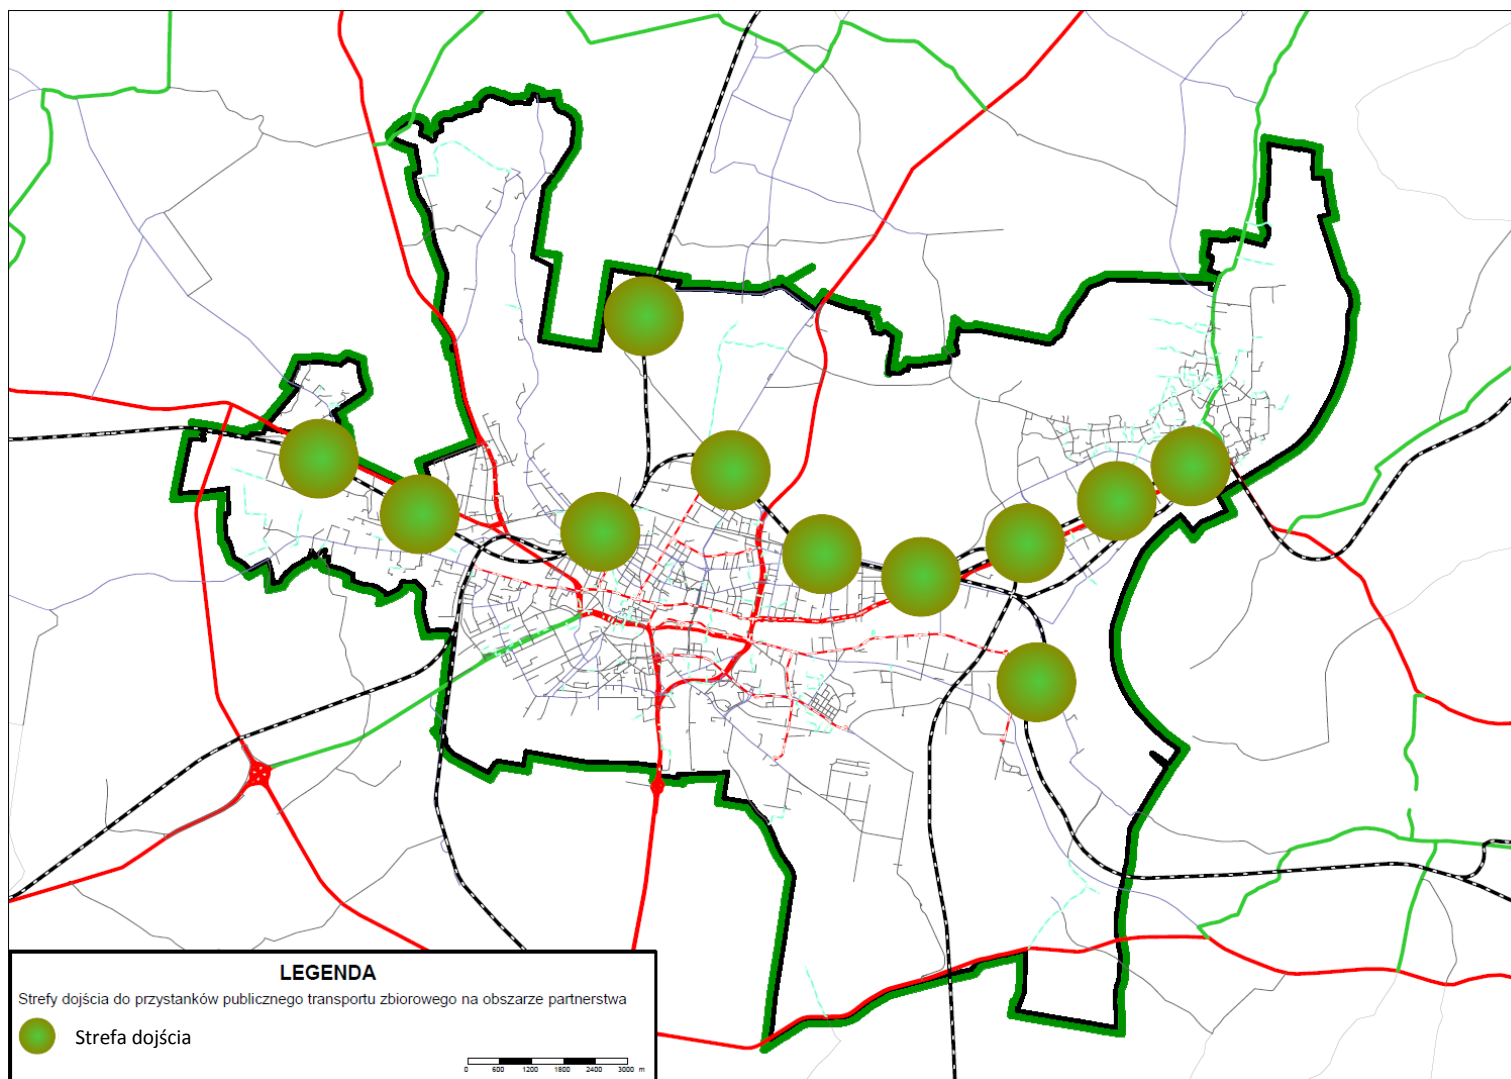 LEGENDA
Strefy dojścia do przystanków publicznego transportu zbiorowego na obszarze partnerstwa
Strefa dojścia
0 600 1200 1800 2400 3000 m